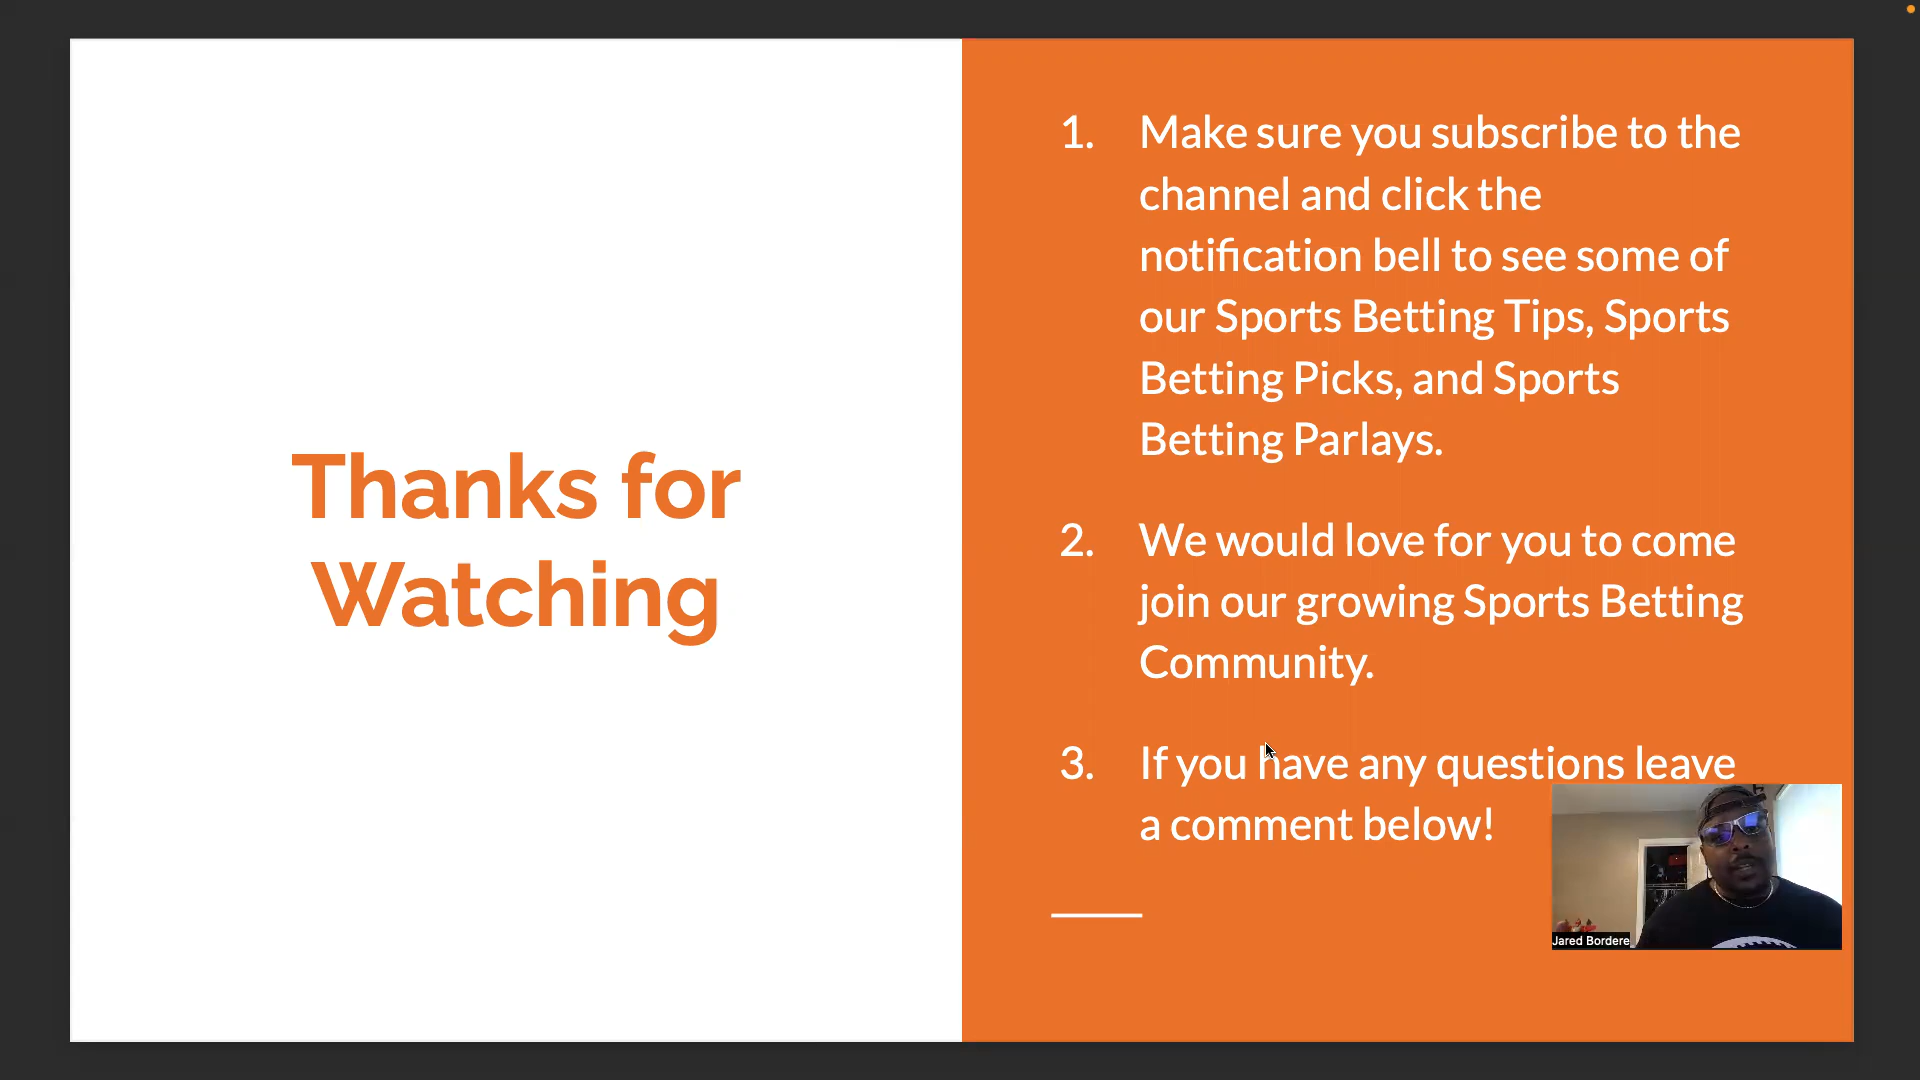 Thanks for
Watching
1. Make sure you subscribe to the
channel and click the
notification bell to see some of
our Sports Betting Tips, Sports
Betting Picks, and Sports
Betting Parlays.
2. We would love for you to come
join our growing Sports Betting
Community.
3. If you have any questions leave
a comment below!
Jared Bordere